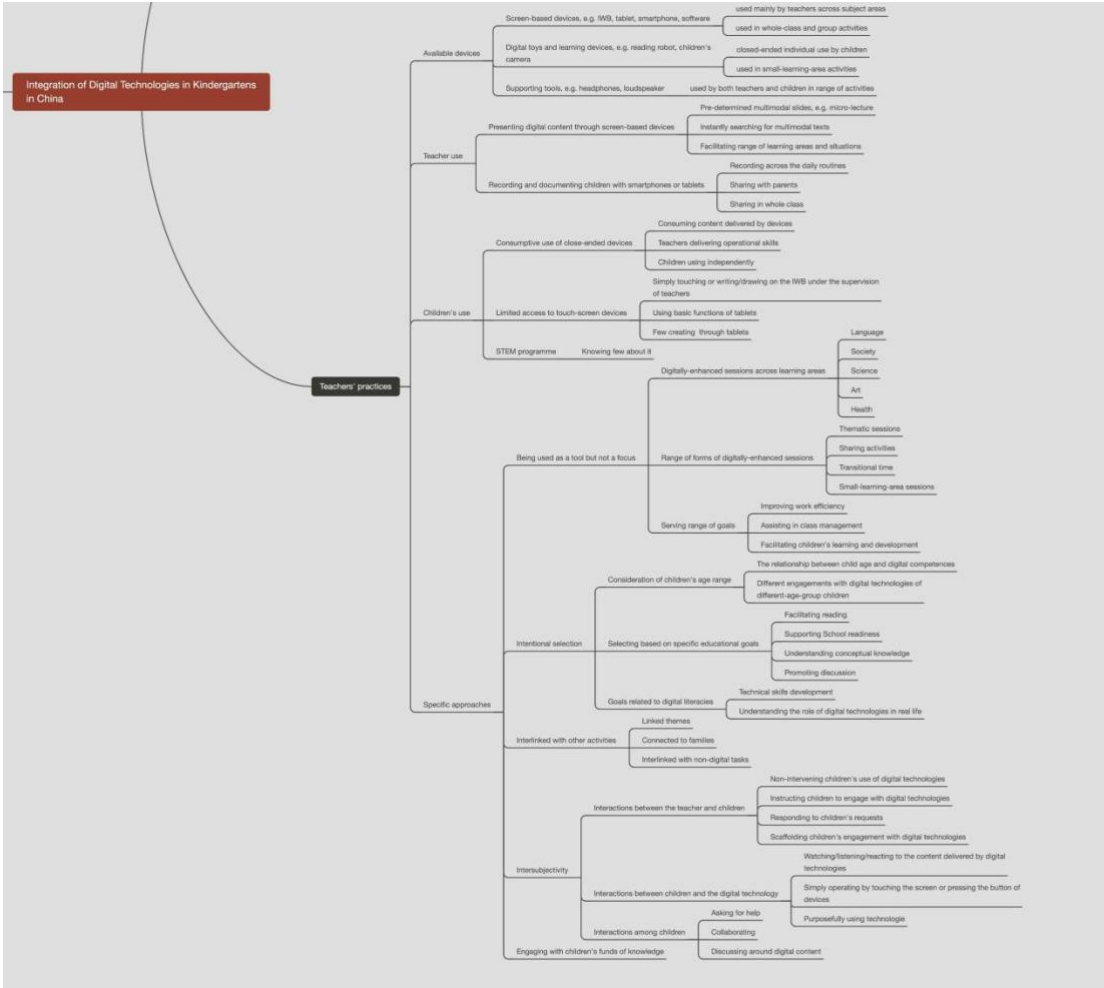 Integration of Digital Technologies in Kindergartens
in China
Teachers' practices
Available devices
Screen-based devices, e.g. IWB, tablet, smartphone, software
used mainly by teachers across subject areas
used in whole-class and group activities
Digital toys and learning devices, e.g. reading robot, children's
camera
closed-ended individual use by children
used in small-learning-area activities
Supporting tools, e.g. headphones, loudspeaker
used by both teachers and children in range of activities
Teacher use
Presenting digital content through screen-based devices
Pre-determined multimodal slides, e.g. micro-lecture
Instantly searching for multimodal texts
Facilitating range of learning areas and situations
Recording and documenting children with smartphones or tablets
Recording across the daily routines
Sharing with parents
Sharing in whole class
Children's use
Consumptive use of close-ended devices
Consuming content delivered by devices
Teachers delivering operational skills
Children using independently
Limited access to touch-screen devices
Simply touching or writing/drawing on the IWB under the supervision
of teachers
Using basic functions of tablets
Few creating through tablets
STEM programme
Knowing few about it
Specific approaches
Being used as a tool but not a focus
Digitally-enhanced sessions across learning areas
Language
Society
Science
Art
Health
Range of forms of digitally-enhanced sessions
Thematic sessions
Sharing activities
Transitional time
Small-learning-area sessions
Serving range of goals
Improving work efficiency
Assisting in class management
Facilitating children's learning and development
Intentional selection
Consideration of children's age range
The relationship between child age and digital competences
Different engagements with digital technologies of
different-age-group children
Selecting based on specific educational goals
Facilitating reading
Supporting School readiness
Understanding conceptual knowledge
Promoting discussion
Goals related to digital literacies
Technical skills development
Understanding the role of digital technologies in real life
Interlinked with other activities
Linked themes
Connected to families
Interlinked with non-digital tasks
Intersubjectivity
Interactions between the teacher and children
Non-intervening children's use of digital technologies
Instructing children to engage with digital technologies
Responding to children's requests
Scaffolding children's engagement with digital technologies
Interactions between children and the digital technology
Watching/listening/reacting to the content delivered by digital
technologies
Simply operating by touching the screen or pressing the button of
devices
Purposefully using technologie
Interactions among children
Asking for help
Collaborating
Discussing around digital content
Engaging with children's funds of knowledge